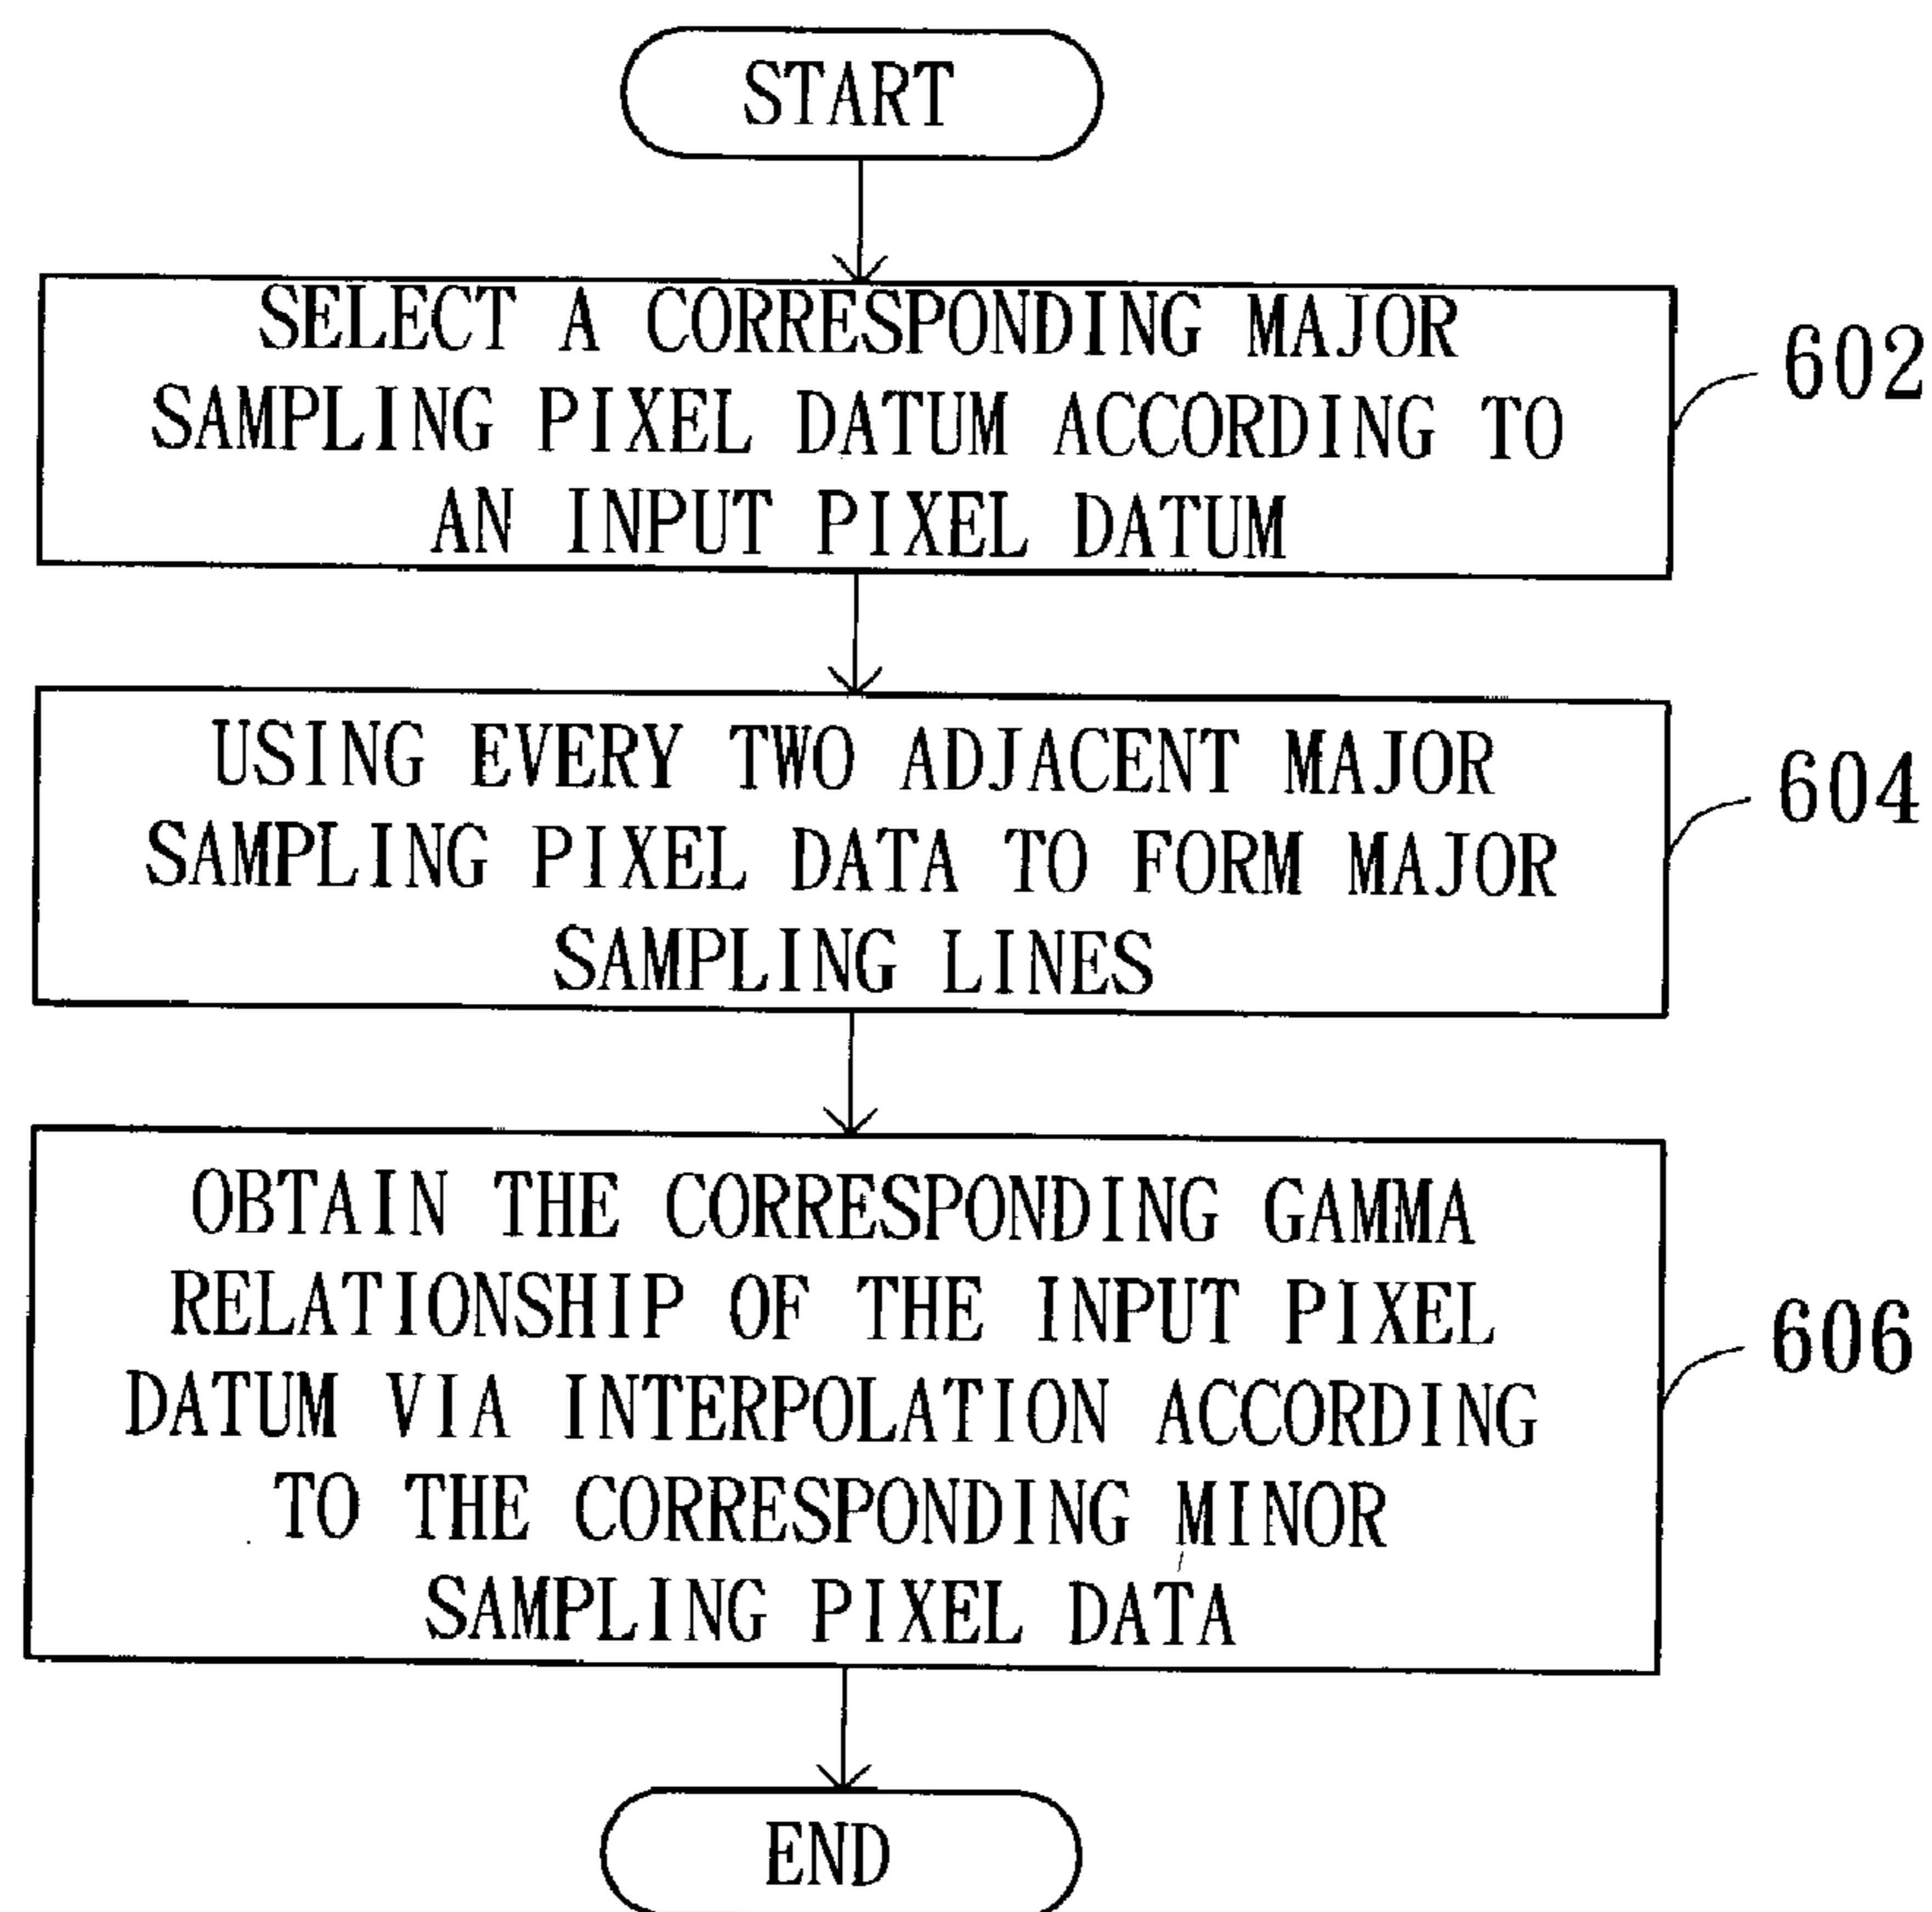 START
SELECT A CORRESPONDING MAJOR
SAMPLING PIXEL DATUM ACCORDING TO
AN INPUT PIXEL DATUM
602
USING EVERY TWO ADJACENT MAJOR
SAMPLING PIXEL DATA TO FORM MAJOR
SAMPLING LINES
604
OBTAIN THE CORRESPONDING GAMMA
RELATIONSHIP OF THE INPUT PIXEL
DATUM VIA INTERPOLATION ACCORDING
TO THE CORRESPONDING MINOR
SAMPLING PIXEL DATA
606
END